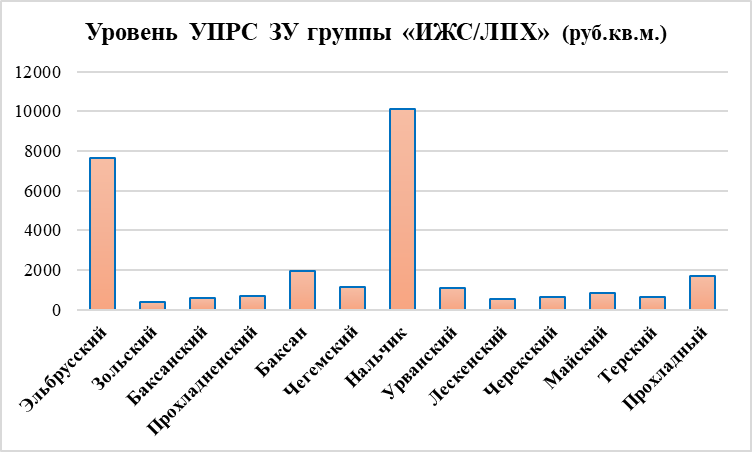 Уровень УПРС ЗУ группы «ИЖС/ЛПХ» (руб.кв.м.)
12000
10000
8000
6000
4000
2000
0
Эльбрусский
Зольский
Баксанский
Прохладненский
Баксан
Чегемский
Нальчик
Урванский
Лескенский
Черекский
Майский
Терский
Прохладный